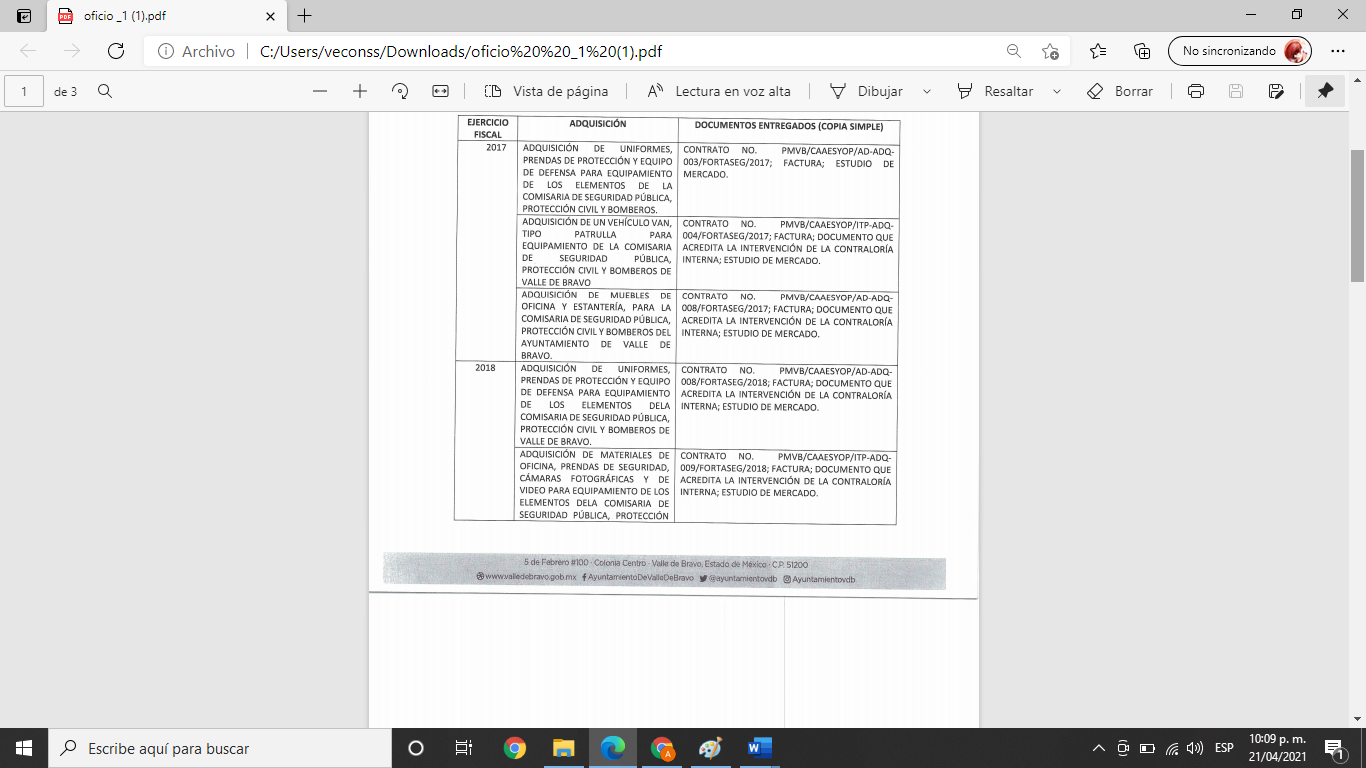 oficio _1 (1).pdf
Archivo
C:/Users/veconss/Downloads/oficio%20%20_1%20(1).pdf
No sincronizando
1
de 3
Vista de página
Lectura en voz alta
Dibujar
Resaltar
Borrar
EJERCICIO FISCAL
ADQUISICIÓN
DOCUMENTOS ENTREGADOS (COPIA SIMPLE)
2017
ADQUISICIÓN DE UNIFORMES,
PRENDAS DE PROTECCIÓN Y EQUIPO
DE DEFENSA PARA EQUIPAMIENTO
DE LOS ELEMENTOS DE LA
COMISARIA DE SEGURIDAD PÚBLICA,
PROTECCIÓN CIVIL Y BOMBEROS.
CONTRATO NO. PMVB/CAAESYOP/AD-ADQ-
003/FORTASEG/2017; FACTURA; ESTUDIO DE
MERCADO.
ADQUISICIÓN DE UN VEHÍCULO VAN,
TIPO PATRULLA PARA
EQUIPAMIENTO DE LA COMISARIA
DE SEGURIDAD PÚBLICA,
PROTECCIÓN CIVIL Y BOMBEROS DE
VALLE DE BRAVO
CONTRATO NO. PMVB/CAAESYOP/ITP-ADQ-
004/FORTASEG/2017; FACTURA; DOCUMENTO QUE
ACREDITA LA INTERVENCIÓN DE LA CONTRALORÍA
INTERNA; ESTUDIO DE MERCADO.
ADQUISICIÓN DE MUEBLES DE
OFICINA Y ESTANTERÍA, PARA LA
COMISARIA DE SEGURIDAD PÚBLICA,
PROTECCIÓN CIVIL Y BOMBEROS DEL
AYUNTAMIENTO DE VALLE DE
BRAVO.
CONTRATO NO. PMVB/CAAESYOP/AD-ADQ-
008/FORTASEG/2017; FACTURA; DOCUMENTO QUE
ACREDITA LA INTERVENCIÓN DE LA CONTRALORÍA
INTERNA; ESTUDIO DE MERCADO.
2018
ADQUISICIÓN DE UNIFORMES,
PRENDAS DE PROTECCIÓN Y EQUIPO
DE DEFENSA PARA EQUIPAMIENTO
DE LOS ELEMENTOS DELA
COMISARIA DE SEGURIDAD PÚBLICA,
PROTECCIÓN CIVIL Y BOMBEROS DE
VALLE DE BRAVO.
CONTRATO NO. PMVB/CAAESYOP/AD-ADQ-
008/FORTASEG/2018; FACTURA; DOCUMENTO QUE
ACREDITA LA INTERVENCIÓN DE LA CONTRALORÍA
INTERNA; ESTUDIO DE MERCADO.
ADQUISICIÓN DE MATERIALES DE
OFICINA, PRENDAS DE SEGURIDAD,
CÁMARAS FOTOGRÁFICAS Y DE
VIDEO PARA EQUIPAMIENTO DE LOS
ELEMENTOS DELA COMISARIA DE
SEGURIDAD PÚBLICA, PROTECCIÓN
CONTRATO NO. PMVB/CAAESYOP/ITP-ADQ-
009/FORTASEG/2018; FACTURA; DOCUMENTO QUE
ACREDITA LA INTERVENCIÓN DE LA CONTRALORÍA
INTERNA; ESTUDIO DE MERCADO.
5 de Febrero #100 · Colonia Centro · Valle de Bravo, Estado de México · C.P. 51200
www.valledebravo.gob.mx AyuntamientoDeValleDeBravo @ayuntamientovdb Ayuntamientovdb
Escribe aquí para buscar
ESP
10:09 p. m.
21/04/2021
1